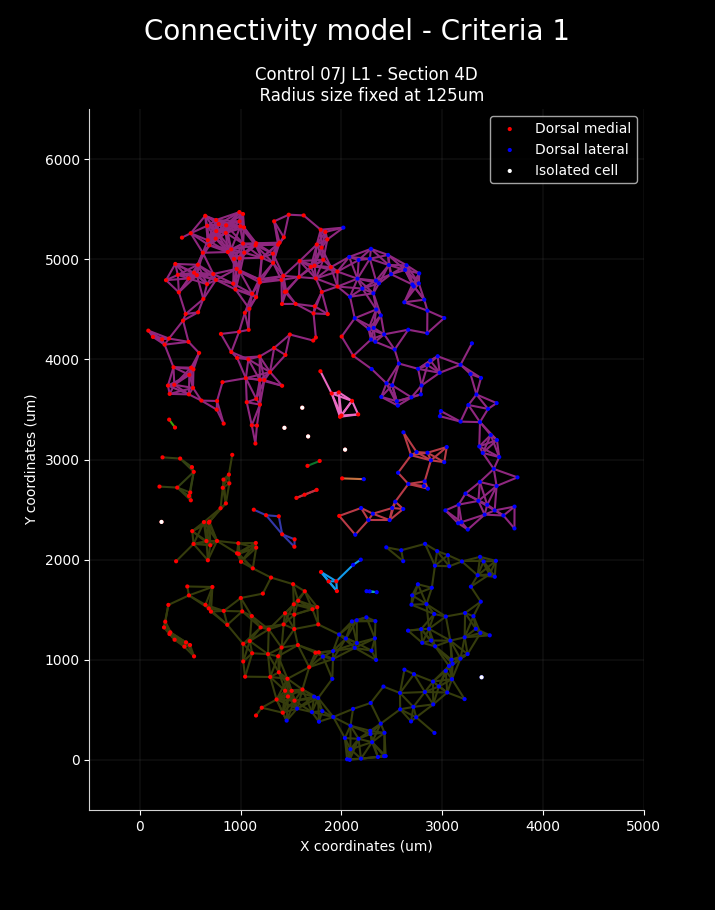 Connectivity model - Criteria 1
Control 07J L1 - Section 4D
Radius size fixed at 125um
Dorsal medial
Dorsal lateral
Isolated cell
6000
5000
4000
3000
2000
1000
0
Y coordinates (um)
0 1000 2000 3000 4000 5000
X coordinates (um)